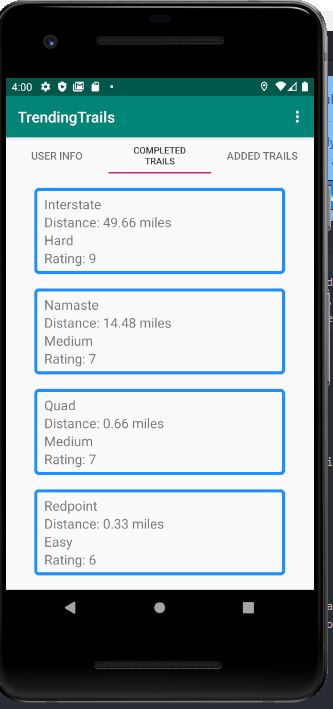 4:00
TrendingTrails
USER INFO
COMPLETED
TRAILS
ADDED TRAILS
Interstate
Distance: 49.66 miles
Hard
Rating: 9
Namaste
Distance: 14.48 miles
Medium
Rating: 7
Quad
Distance: 0.66 miles
Medium
Rating: 7
Redpoint
Distance: 0.33 miles
Easy
Rating: 6